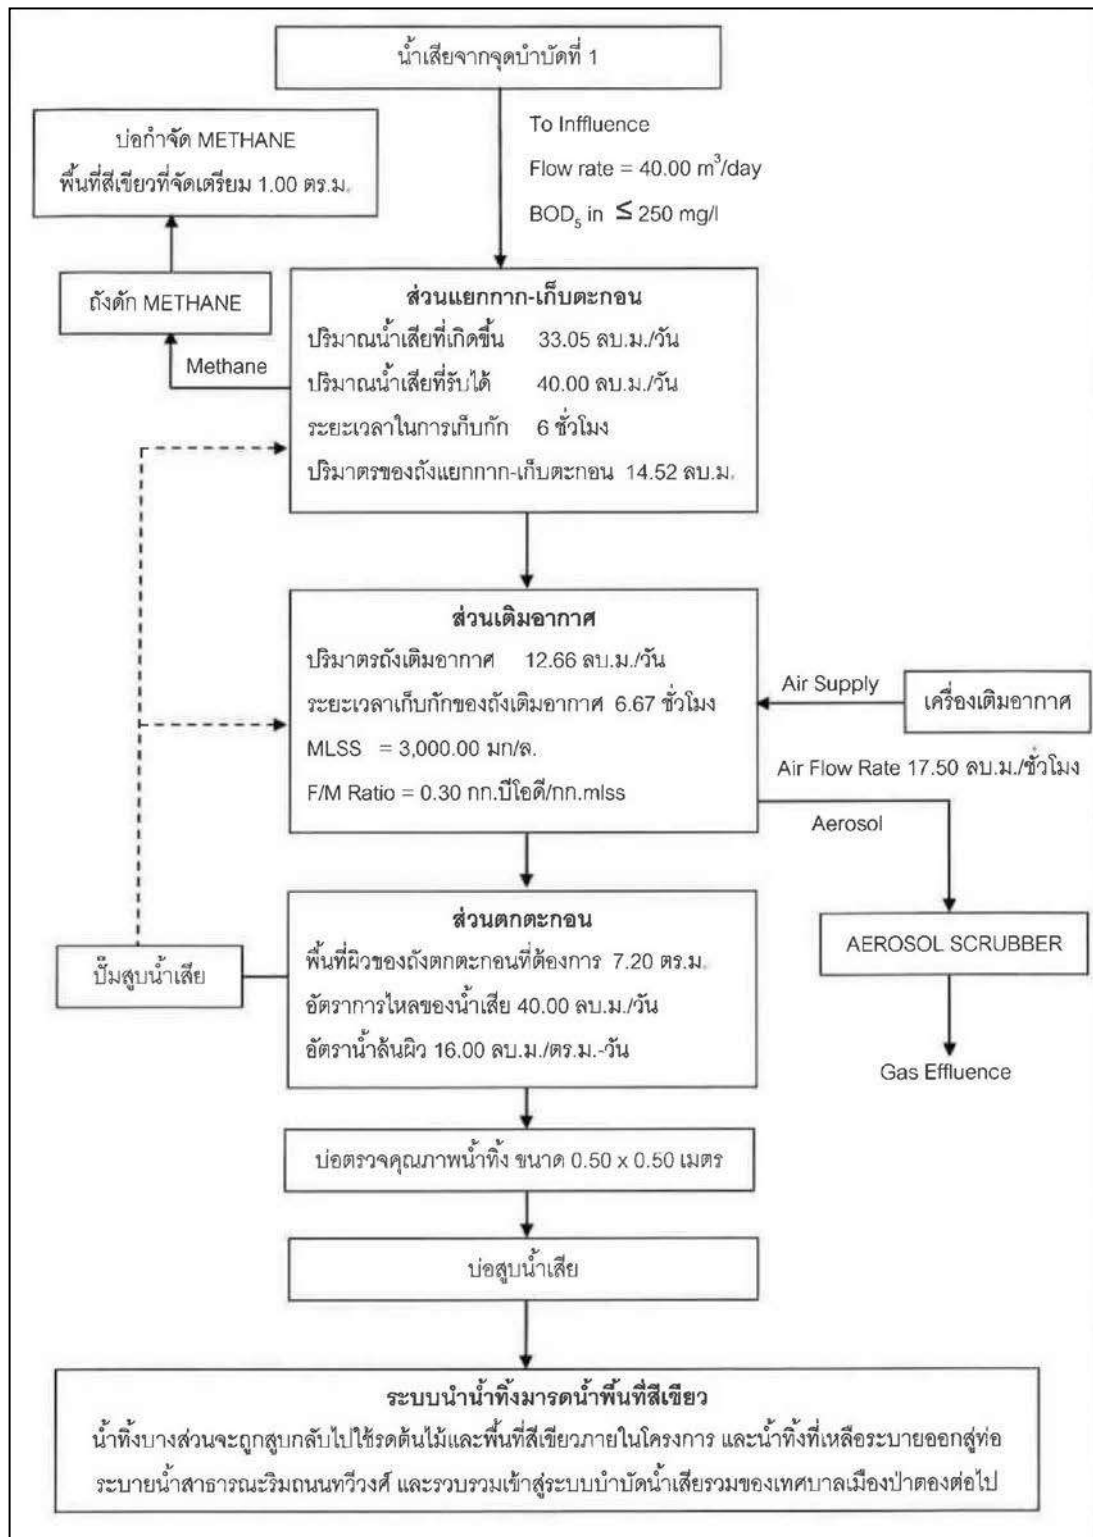 น้ำเสียจากจุดบำบัดที่ 1
To Inffluence
Flow rate = 40.00 m³/day
BOD₅ in ≤ 250 mg/l
บ่อกำจัด METHANE
พื้นที่สีเขียวที่จัดเตรียม 1.00 ตร.ม.
ถังดัก METHANE
Methane
ส่วนแยกกาก-เก็บตะกอน
ปริมาณน้ำเสียที่เกิดขึ้น 33.05 ลบ.ม./วัน
ปริมาณน้ำเสียที่รับได้ 40.00 ลบ.ม./วัน
ระยะเวลาในการเก็บกัก 6 ชั่วโมง
ปริมาตรของถังแยกกาก-เก็บตะกอน 14.52 ลบ.ม.
ส่วนเติมอากาศ
ปริมาตรถังเติมอากาศ 12.66 ลบ.ม./วัน
ระยะเวลาเก็บกักของถังเติมอากาศ 6.67 ชั่วโมง
MLSS = 3,000.00 มก/ล.
F/M Ratio = 0.30 กก.บีโอดี/กก.mlss
Air Supply
เครื่องเติมอากาศ
Air Flow Rate 17.50 ลบ.ม./ชั่วโมง
Aerosol
AEROSOL SCRUBBER
Gas Effluence
ส่วนตกตะกอน
พื้นที่ผิวของถังตกตะกอนที่ต้องการ 7.20 ตร.ม.
อัตราการไหลของน้ำเสีย 40.00 ลบ.ม./วัน
อัตราน้ำล้นผิว 16.00 ลบ.ม./ตร.ม.-วัน
ปั๊มสูบน้ำเสีย
บ่อตรวจคุณภาพน้ำทิ้ง ขนาด 0.50 x 0.50 เมตร
บ่อสูบน้ำเสีย
ระบบนำน้ำทิ้งมารดน้ำพื้นที่สีเขียว
น้ำทิ้งบางส่วนจะถูกสูบกลับไปใช้รดต้นไม้และพื้นที่สีเขียวภายในโครงการ และน้ำทิ้งที่เหลือระบายออกสู่ท่อ
ระบายน้ำสาธารณะริมถนนทวีวงศ์ และรวบรวมเข้าสู่ระบบบำบัดน้ำเสียรวมของเทศบาลเมืองป่าตองต่อไป